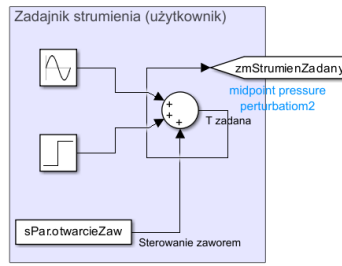 Zadajnik strumienia (użytkownik)
zmStrumienZadany
midpoint pressure
perturbatiom2
+
+
+
T zadana
sPar.otwarcieZaw
Sterowanie zaworem